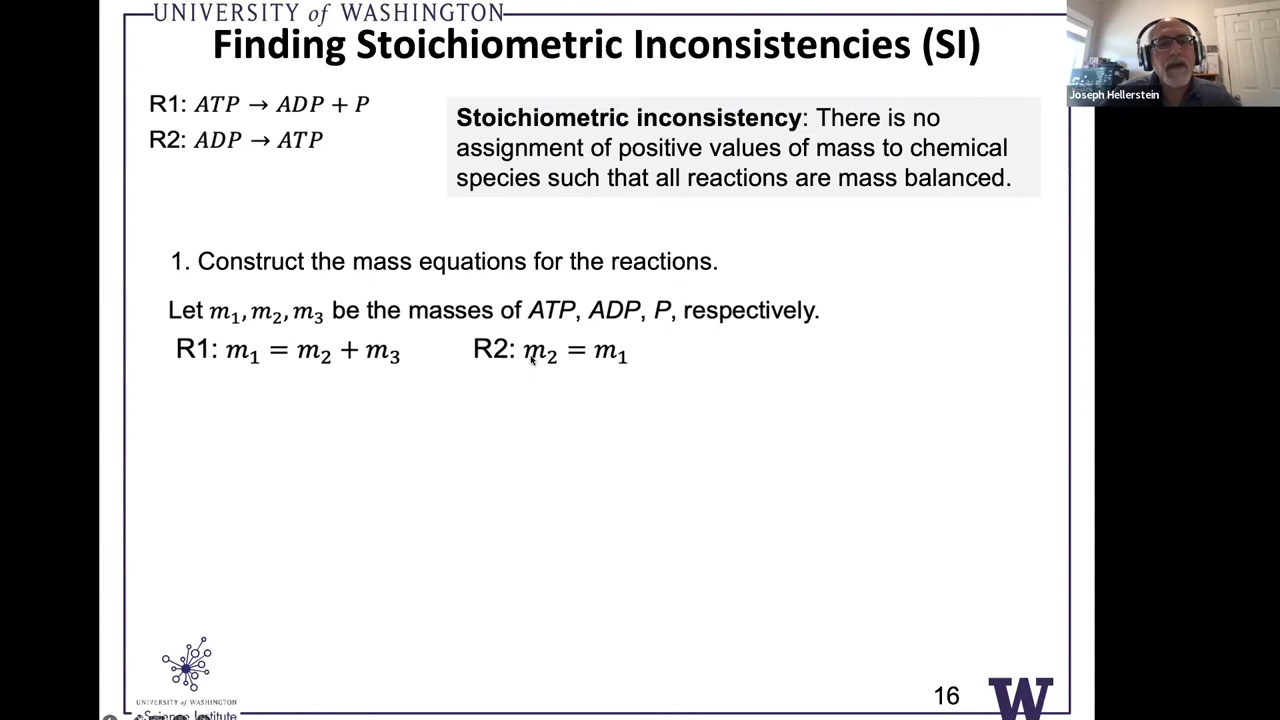 UNIVERSITY of WASHINGTON
Finding Stoichiometric Inconsistencies (SI)
R1: ATP → ADP + P
R2: ADP → ATP
Stoichiometric inconsistency: There is no
assignment of positive values of mass to chemical
species such that all reactions are mass balanced.
Joseph Hellerstein
1. Construct the mass equations for the reactions.
Let m₁, m₂, m₃ be the masses of ATP, ADP, P, respectively.
R1: m₁ = m₂ + m₃ R2: m₂ = m₁
UNIVERSITY of WASHINGTON
eScience Institute
16
W